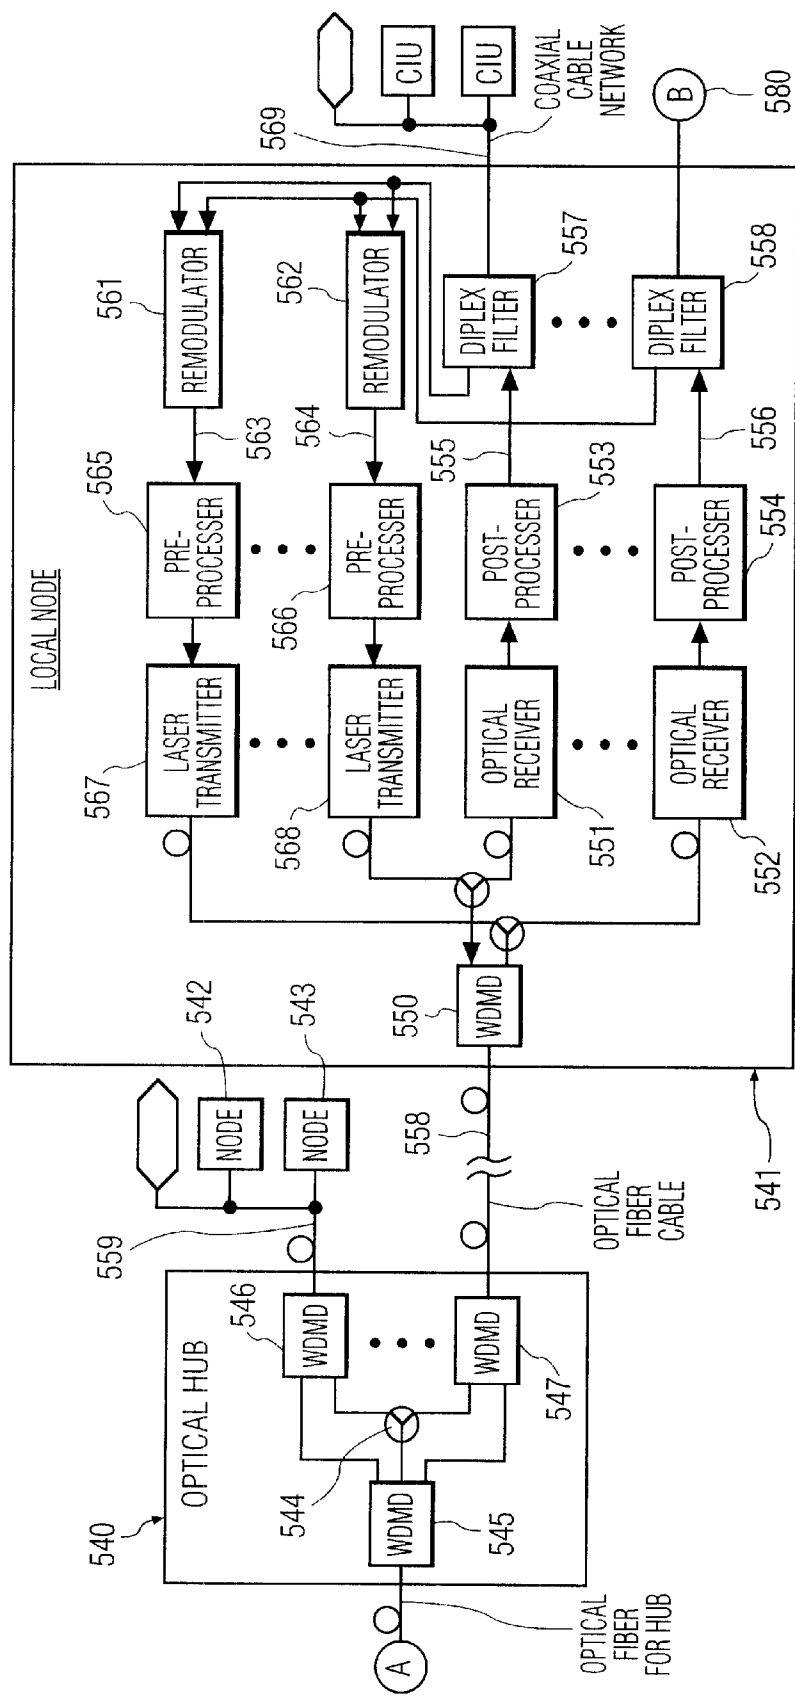 LOCAL NODE
540
OPTICAL HUB
A
OPTICAL
FIBER
FOR HUB
WDMD
545
544
WDMD
546
WDMD
547
559
NODE
542
NODE
543
OPTICAL
FIBER
CABLE
558
541
WDMD
550
LASER
TRANSMITTER
567
LASER
TRANSMITTER
568
OPTICAL
RECEIVER
551
OPTICAL
RECEIVER
552
PRE-
PROCESSER
565
PRE-
PROCESSER
566
POST-
PROCESSER
553
POST-
PROCESSER
554
563
564
555
556
REMODULATOR
561
REMODULATOR
562
DIPLEX
FILTER
557
DIPLEX
FILTER
558
569
CIU
CIU
COAXIAL
CABLE
NETWORK
B
580